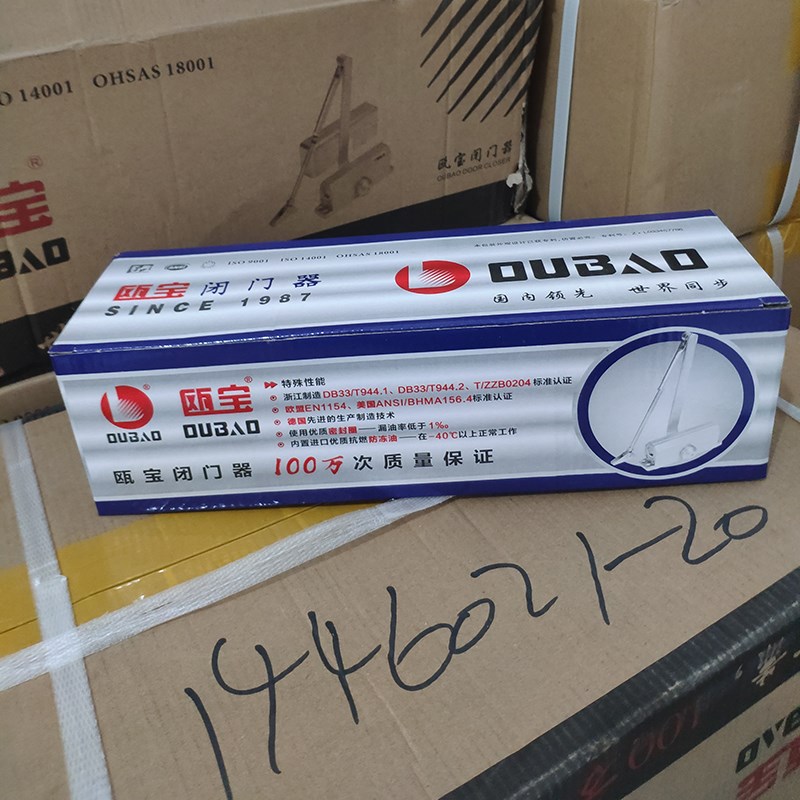 O 14001 OHSAS 18001
瓯宝闭门器
OUBAO DOOR CLOSER
宝®
BAO
ISO 9001 ISO 14001 OHSAS 18001
瓯宝闭门器
SINCE 1987
® OUBAO
国内领先 世界同步
® 瓯宝®
OUBAO OUBAO
特殊性能
浙江制造DB33/T944.1、DB33/T944.2、T/ZZB0204标准认证
欧盟EN1154、美国ANSI/BHMA156.4标准认证
德国先进的生产制造技术
使用优质密封圈——漏油率低于1‰
内置进口优质抗燃防冻油——在-40℃以上正常工作
瓯宝闭门器 100万次质量保证
1446021-20